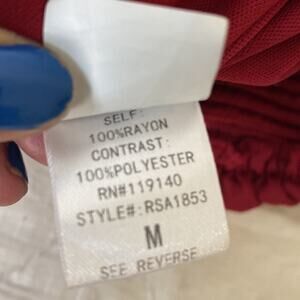 SELF:
100%RAYON
CONTRAST:
100%POLYESTER
RN#119140
STYLE#:RSA1853
M
SEE REVERSE